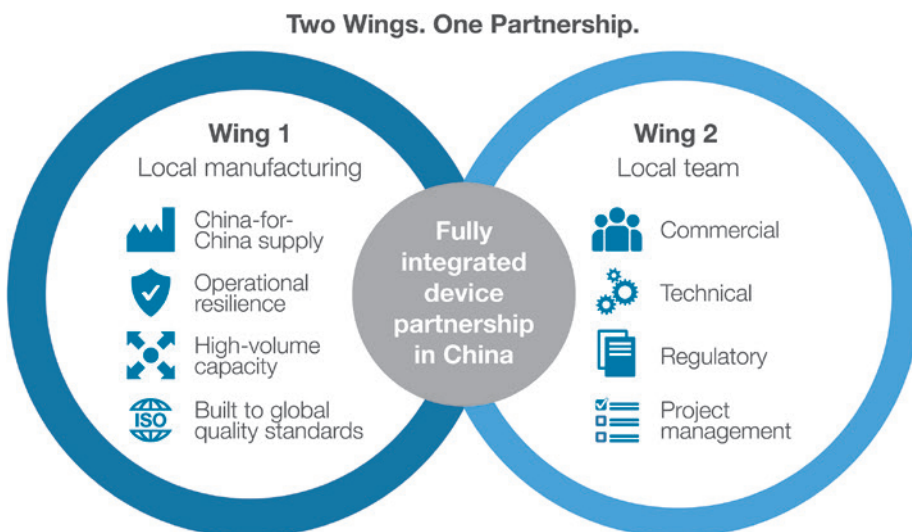 Two Wings. One Partnership.
Wing 1
Local manufacturing
China-for-
China supply
Operational
resilience
High-volume
capacity
ISO
Built to global
quality standards
Fully
integrated
device
partnership
in China
Wing 2
Local team
Commercial
Technical
Regulatory
Project
management